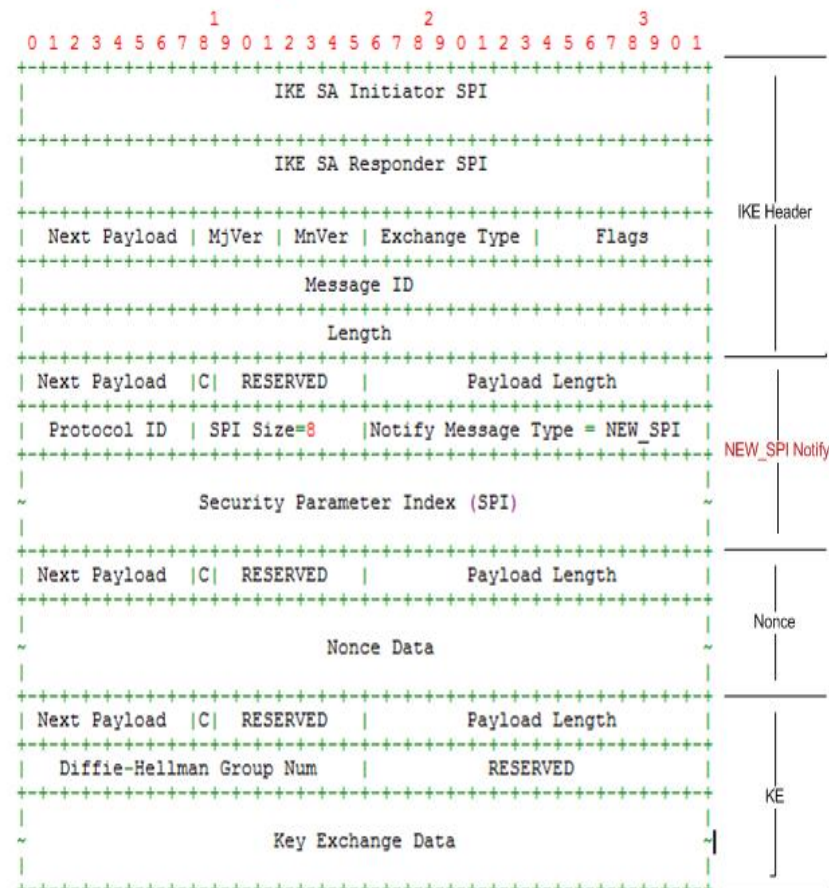 1 2 3
0 1 2 3 4 5 6 7 8 9 0 1 2 3 4 5 6 7 8 9 0 1 2 3 4 5 6 7 8 9 0 1
+-+-+-+-+-+-+-+-+-+-+-+-+-+-+-+-+-+-+-+-+-+-+-+-+-+-+-+-+-+-+-+-+
| IKE SA Initiator SPI |
| |
+-+-+-+-+-+-+-+-+-+-+-+-+-+-+-+-+-+-+-+-+-+-+-+-+-+-+-+-+-+-+-+-+
| IKE SA Responder SPI |
| |
+-+-+-+-+-+-+-+-+-+-+-+-+-+-+-+-+-+-+-+-+-+-+-+-+-+-+-+-+-+-+-+-+
IKE Header
| Next Payload | MjVer | MnVer | Exchange Type | Flags |
+-+-+-+-+-+-+-+-+-+-+-+-+-+-+-+-+-+-+-+-+-+-+-+-+-+-+-+-+-+-+-+-+
| Message ID |
+-+-+-+-+-+-+-+-+-+-+-+-+-+-+-+-+-+-+-+-+-+-+-+-+-+-+-+-+-+-+-+-+
| Length |
+-+-+-+-+-+-+-+-+-+-+-+-+-+-+-+-+-+-+-+-+-+-+-+-+-+-+-+-+-+-+-+-+
| Next Payload |C| RESERVED | Payload Length |
+-+-+-+-+-+-+-+-+-+-+-+-+-+-+-+-+-+-+-+-+-+-+-+-+-+-+-+-+-+-+-+-+
| Protocol ID | SPI Size=8 |Notify Message Type = NEW_SPI |
+-+-+-+-+-+-+-+-+-+-+-+-+-+-+-+-+-+-+-+-+-+-+-+-+-+-+-+-+-+-+-+-+
NEW_SPI Notify
| |
~ Security Parameter Index (SPI) ~
| |
+-+-+-+-+-+-+-+-+-+-+-+-+-+-+-+-+-+-+-+-+-+-+-+-+-+-+-+-+-+-+-+-+
| Next Payload |C| RESERVED | Payload Length |
+-+-+-+-+-+-+-+-+-+-+-+-+-+-+-+-+-+-+-+-+-+-+-+-+-+-+-+-+-+-+-+-+
| |
Nonce
~ Nonce Data ~
| |
+-+-+-+-+-+-+-+-+-+-+-+-+-+-+-+-+-+-+-+-+-+-+-+-+-+-+-+-+-+-+-+-+
| Next Payload |C| RESERVED | Payload Length |
+-+-+-+-+-+-+-+-+-+-+-+-+-+-+-+-+-+-+-+-+-+-+-+-+-+-+-+-+-+-+-+-+
| Diffie-Hellman Group Num | RESERVED |
+-+-+-+-+-+-+-+-+-+-+-+-+-+-+-+-+-+-+-+-+-+-+-+-+-+-+-+-+-+-+-+-+
KE
| |
~ Key Exchange Data ~
| |
+-+-+-+-+-+-+-+-+-+-+-+-+-+-+-+-+-+-+-+-+-+-+-+-+-+-+-+-+-+-+-+-+